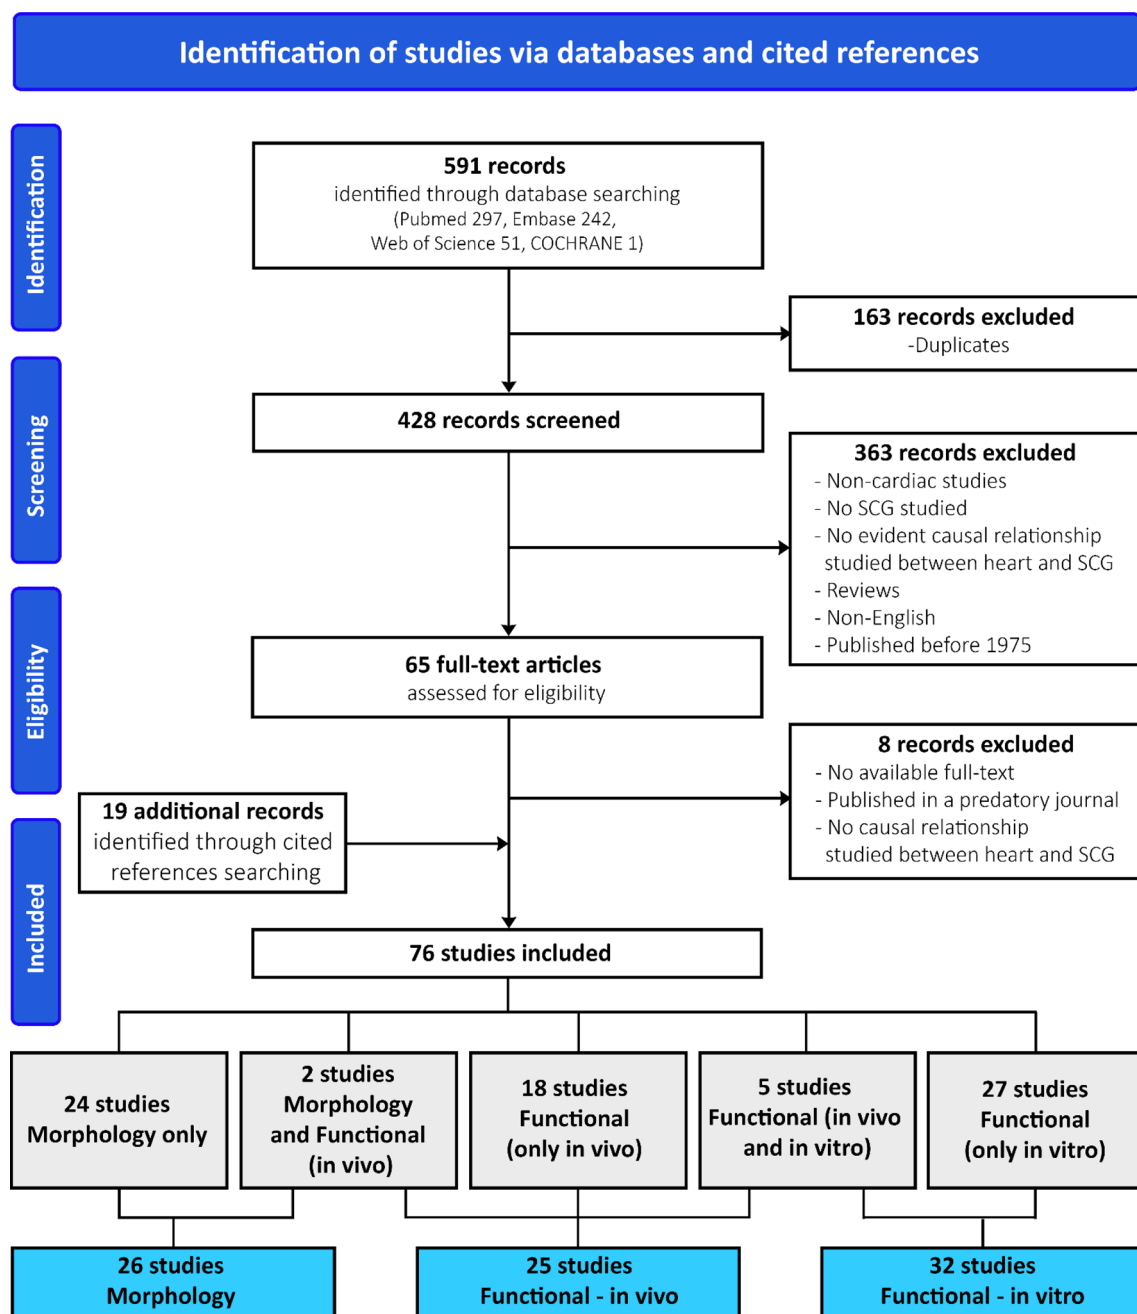 Identification of studies via databases and cited references
Identification
591 records
identified through database searching
(Pubmed 297, Embase 242,
Web of Science 51, COCHRANE 1)
163 records excluded
-Duplicates
Screening
428 records screened
363 records excluded
- Non-cardiac studies
- No SCG studied
- No evident causal relationship
studied between heart and SCG
- Reviews
- Non-English
- Published before 1975
Eligibility
65 full-text articles
assessed for eligibility
8 records excluded
- No available full-text
- Published in a predatory journal
- No causal relationship
studied between heart and SCG
19 additional records
identified through cited
references searching
Included
76 studies included
24 studies
Morphology only
2 studies
Morphology
and Functional
(in vivo)
18 studies
Functional
(only in vivo)
5 studies
Functional (in vivo
and in vitro)
27 studies
Functional
(only in vitro)
26 studies
Morphology
25 studies
Functional - in vivo
32 studies
Functional - in vitro